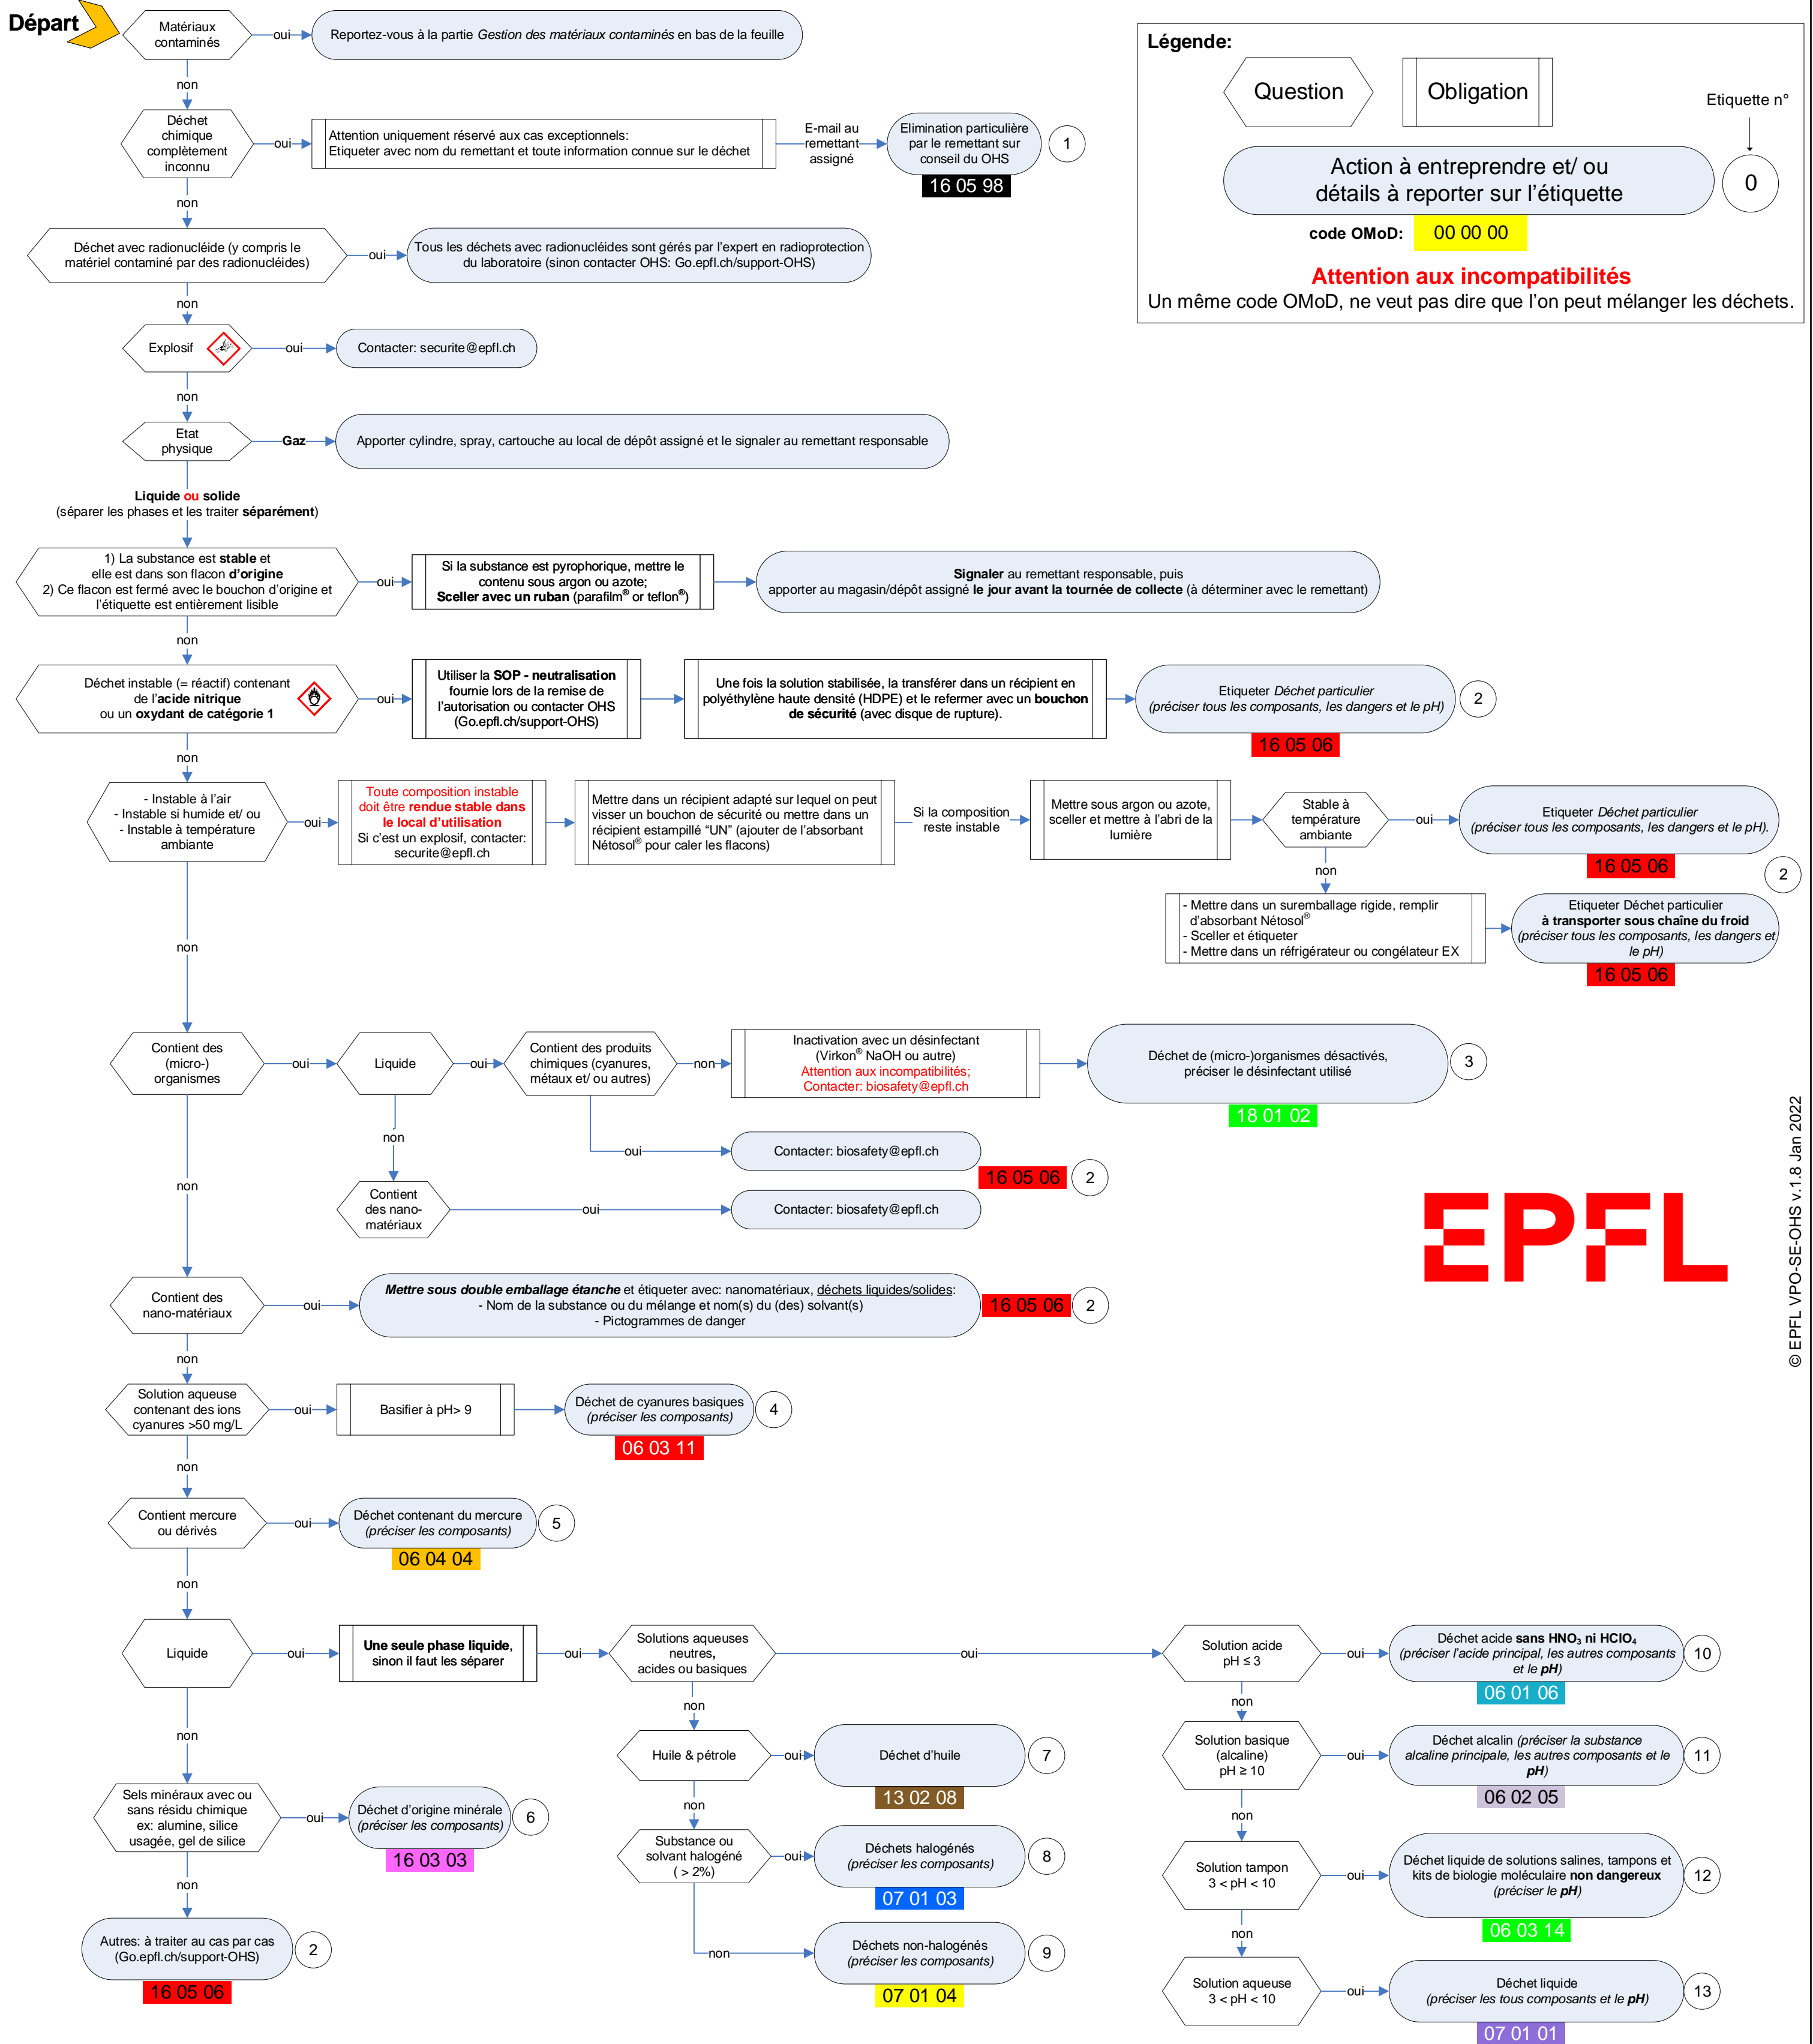 Départ
Matériaux
contaminés
oui
Reportez-vous à la partie Gestion des matériaux contaminés en bas de la feuille
non
Légende:
Question
Obligation
Etiquette n°
Action à entreprendre et/ ou
détails à reporter sur l'étiquette
0
code OMoD:
00 00 00
Attention aux incompatibilités
Un même code OMoD, ne veut pas dire que l'on peut mélanger les déchets.
Déchet
chimique
complètement
inconnu
oui
Attention uniquement réservé aux cas exceptionnels:
Etiqueter avec nom du remettant et toute information connue sur le déchet
E-mail au
remettant
assigné
Elimination particulière
par le remettant sur
conseil du OHS
1
16 05 98
non
Déchet avec radionucléide (y compris le
matériel contaminé par des radionucléides)
oui
Tous les déchets avec radionucléides sont gérés par l'expert en radioprotection
du laboratoire (sinon contacter OHS: Go.epfl.ch/support-OHS)
non
Explosif
oui
Contacter: securite@epfl.ch
non
Etat
physique
Gaz
Apporter cylindre, spray, cartouche au local de dépôt assigné et le signaler au remettant responsable
Liquide ou solide
(séparer les phases et les traiter séparément)
1) La substance est stable et
elle est dans son flacon d'origine
2) Ce flacon est fermé avec le bouchon d'origine et
l'étiquette est entièrement lisible
oui
Si la substance est pyrophorique, mettre le
contenu sous argon ou azote;
Sceller avec un ruban (parafilm® or teflon®)
Signaler au remettant responsable, puis
apporter au magasin/dépôt assigné le jour avant la tournée de collecte (à déterminer avec le remettant)
non
Déchet instable (= réactif) contenant
de l'acide nitrique
ou un oxydant de catégorie 1
oui
Utiliser la SOP - neutralisation
fournie lors de la remise de
l'autorisation ou contacter OHS
(Go.epfl.ch/support-OHS)
Une fois la solution stabilisée, la transférer dans un récipient en
polyéthylène haute densité (HDPE) et le refermer avec un bouchon
de sécurité (avec disque de rupture).
Etiqueter Déchet particulier
(préciser tous les composants, les dangers et le pH)
2
16 05 06
non
- Instable à l'air
- Instable si humide et/ ou
- Instable à température
ambiante
oui
Toute composition instable
doit être rendue stable dans
le local d'utilisation
Si c'est un explosif, contacter:
securite@epfl.ch
Mettre dans un récipient adapté sur lequel on peut
visser un bouchon de sécurité ou mettre dans un
récipient estampillé “UN” (ajouter de l'absorbant
Nétosol® pour caler les flacons)
Si la composition
reste instable
Mettre sous argon ou azote,
sceller et mettre à l'abri de la
lumière
Stable à
température
ambiante
oui
Etiqueter Déchet particulier
(préciser tous les composants, les dangers et le pH).
16 05 06
2
non
- Mettre dans un suremballage rigide, remplir
d'absorbant Nétosol®
- Sceller et étiqueter
- Mettre dans un réfrigérateur ou congélateur EX
Etiqueter Déchet particulier
à transporter sous chaîne du froid
(préciser tous les composants, les dangers et
le pH)
16 05 06
non
Contient des
(micro-)
organismes
oui
Liquide
oui
Contient des produits
chimiques (cyanures,
métaux et/ ou autres)
non
Inactivation avec un désinfectant
(Virkon® NaOH ou autre)
Attention aux incompatibilités;
Contacter: biosafety@epfl.ch
Déchet de (micro-)organismes désactivés,
préciser le désinfectant utilisé
3
18 01 02
non
oui
Contacter: biosafety@epfl.ch
16 05 06
2
non
Contient
des nano-
matériaux
oui
Contacter: biosafety@epfl.ch
EPFL
© EPFL VPO-SE-OHS v.1.8 Jan 2022
Contient des
nano-matériaux
oui
Mettre sous double emballage étanche et étiqueter avec: nanomatériaux, déchets liquides/solides:
- Nom de la substance ou du mélange et nom(s) du (des) solvant(s)
- Pictogrammes de danger
16 05 06
2
non
Solution aqueuse
contenant des ions
cyanures >50 mg/L
oui
Basifier à pH> 9
Déchet de cyanures basiques
(préciser les composants)
4
06 03 11
non
Contient mercure
ou dérivés
oui
Déchet contenant du mercure
(préciser les composants)
5
06 04 04
non
Liquide
oui
Une seule phase liquide,
sinon il faut les séparer
oui
Solutions aqueuses
neutres,
acides ou basiques
oui
Solution acide
pH ≤ 3
oui
Déchet acide sans HNO₃ ni HClO₄
(préciser l'acide principal, les autres composants
et le pH)
10
06 01 06
non
non
non
Huile & pétrole
oui
Déchet d'huile
7
13 02 08
Solution basique
(alcaline)
pH ≥ 10
oui
Déchet alcalin (préciser la substance
alcaline principale, les autres composants et le
pH)
11
06 02 05
Sels minéraux avec ou
sans résidu chimique
ex: alumine, silice
usagée, gel de silice
oui
Déchet d'origine minérale
(préciser les composants)
6
16 03 03
non
Substance ou
solvant halogéné
( > 2%)
oui
Déchets halogénés
(préciser les composants)
8
07 01 03
non
Solution tampon
3 < pH < 10
oui
Déchet liquide de solutions salines, tampons et
kits de biologie moléculaire non dangereux
(préciser le pH)
12
06 03 14
non
Autres: à traiter au cas par cas
(Go.epfl.ch/support-OHS)
2
16 05 06
non
Déchets non-halogénés
(préciser les composants)
9
07 01 04
non
Solution aqueuse
3 < pH < 10
oui
Déchet liquide
(préciser les tous composants et le pH)
13
07 01 01